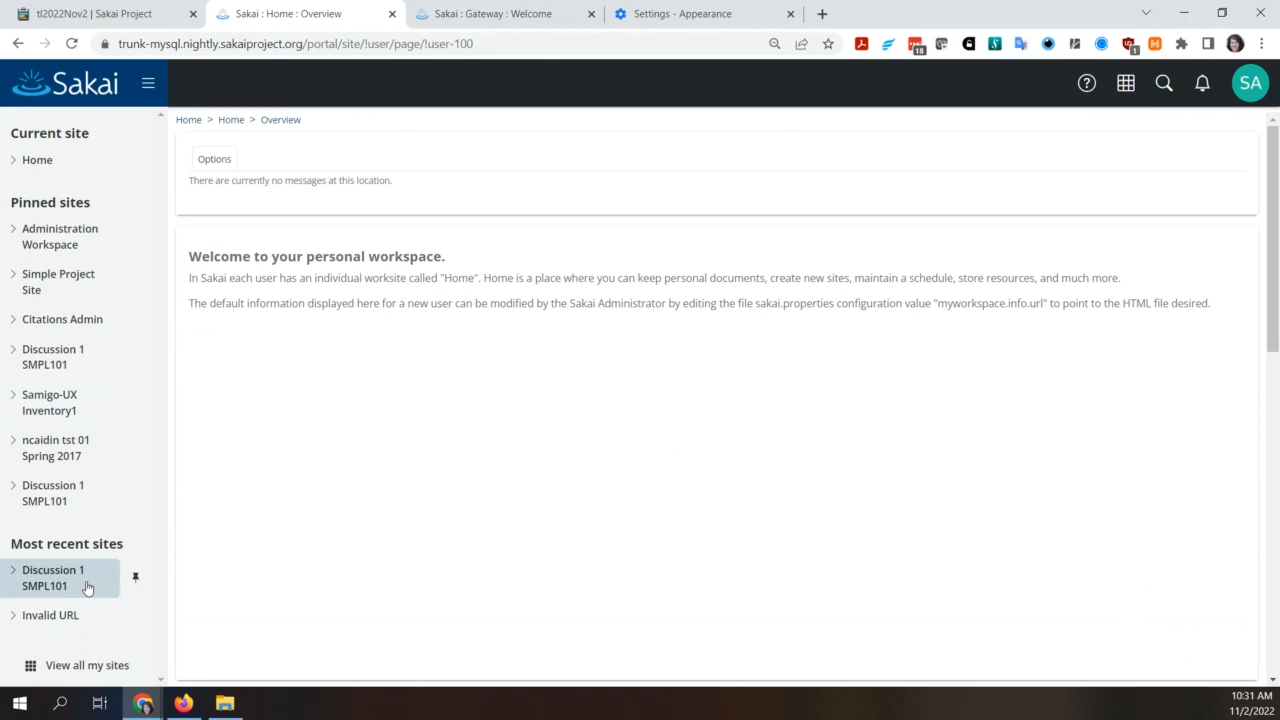 tl2022Nov2 | Sakai Project
Sakai : Home : Overview
Sakai : Gateway : Welcome
Settings - Appearance
trunk-mysql.nightly.sakaiproject.org/portal/site/!user/page/!user-100
18
1
Sakai
SA
Current site
Home
Pinned sites
Administration
Workspace
Simple Project
Site
Citations Admin
Discussion 1
SMPL101
Samigo-UX
Inventory1
ncaidin tst 01
Spring 2017
Discussion 1
SMPL101
Most recent sites
Discussion 1
SMPL101
Invalid URL
View all my sites
Home > Home > Overview
Options
There are currently no messages at this location.
Welcome to your personal workspace.
In Sakai each user has an individual worksite called "Home". Home is a place where you can keep personal documents, create new sites, maintain a schedule, store resources, and much more.
The default information displayed here for a new user can be modified by the Sakai Administrator by editing the file sakai.properties configuration value "myworkspace.info.url" to point to the HTML file desired.
10:31 AM
11/2/2022